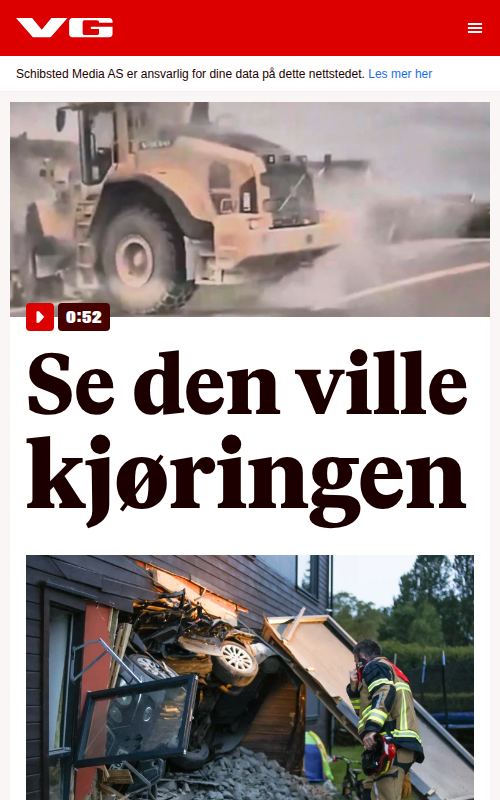 VG
Schibsted Media AS er ansvarlig for dine data på dette nettstedet. Les mer her
0:52
Se den ville
kjøringen